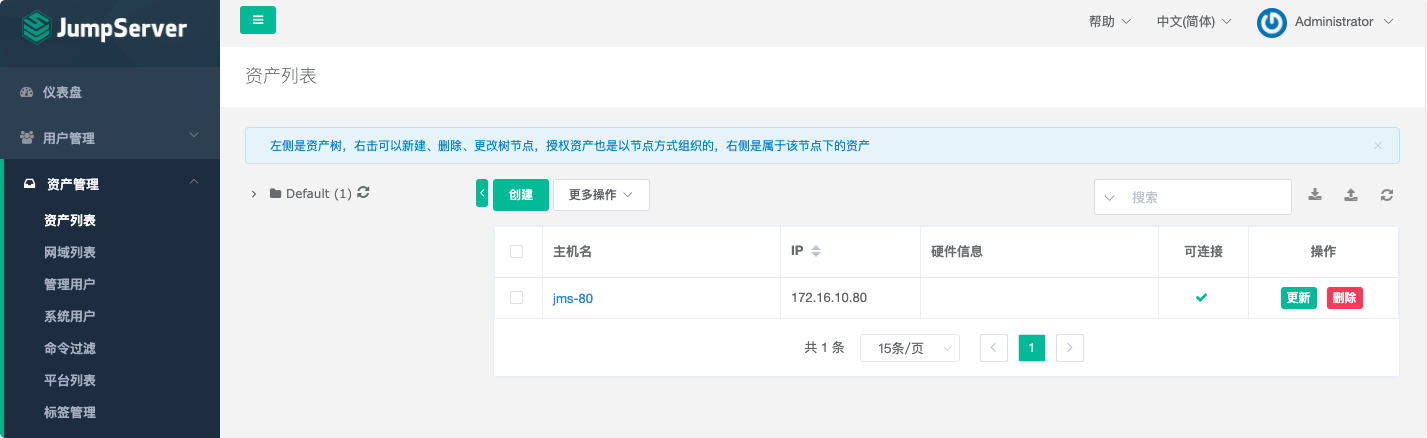 JumpServer
帮助
中文(简体)
Administrator
资产列表
仪表盘
用户管理
资产管理
资产列表
网域列表
管理用户
系统用户
命令过滤
平台列表
标签管理
左侧是资产树，右击可以新建、删除、更改树节点，授权资产也是以节点方式组织的，右侧是属于该节点下的资产
Default (1)
创建 更多操作
搜索
主机名 IP 硬件信息 可连接 操作
jms-80 172.16.10.80 更新 删除
共 1 条 15条/页 1